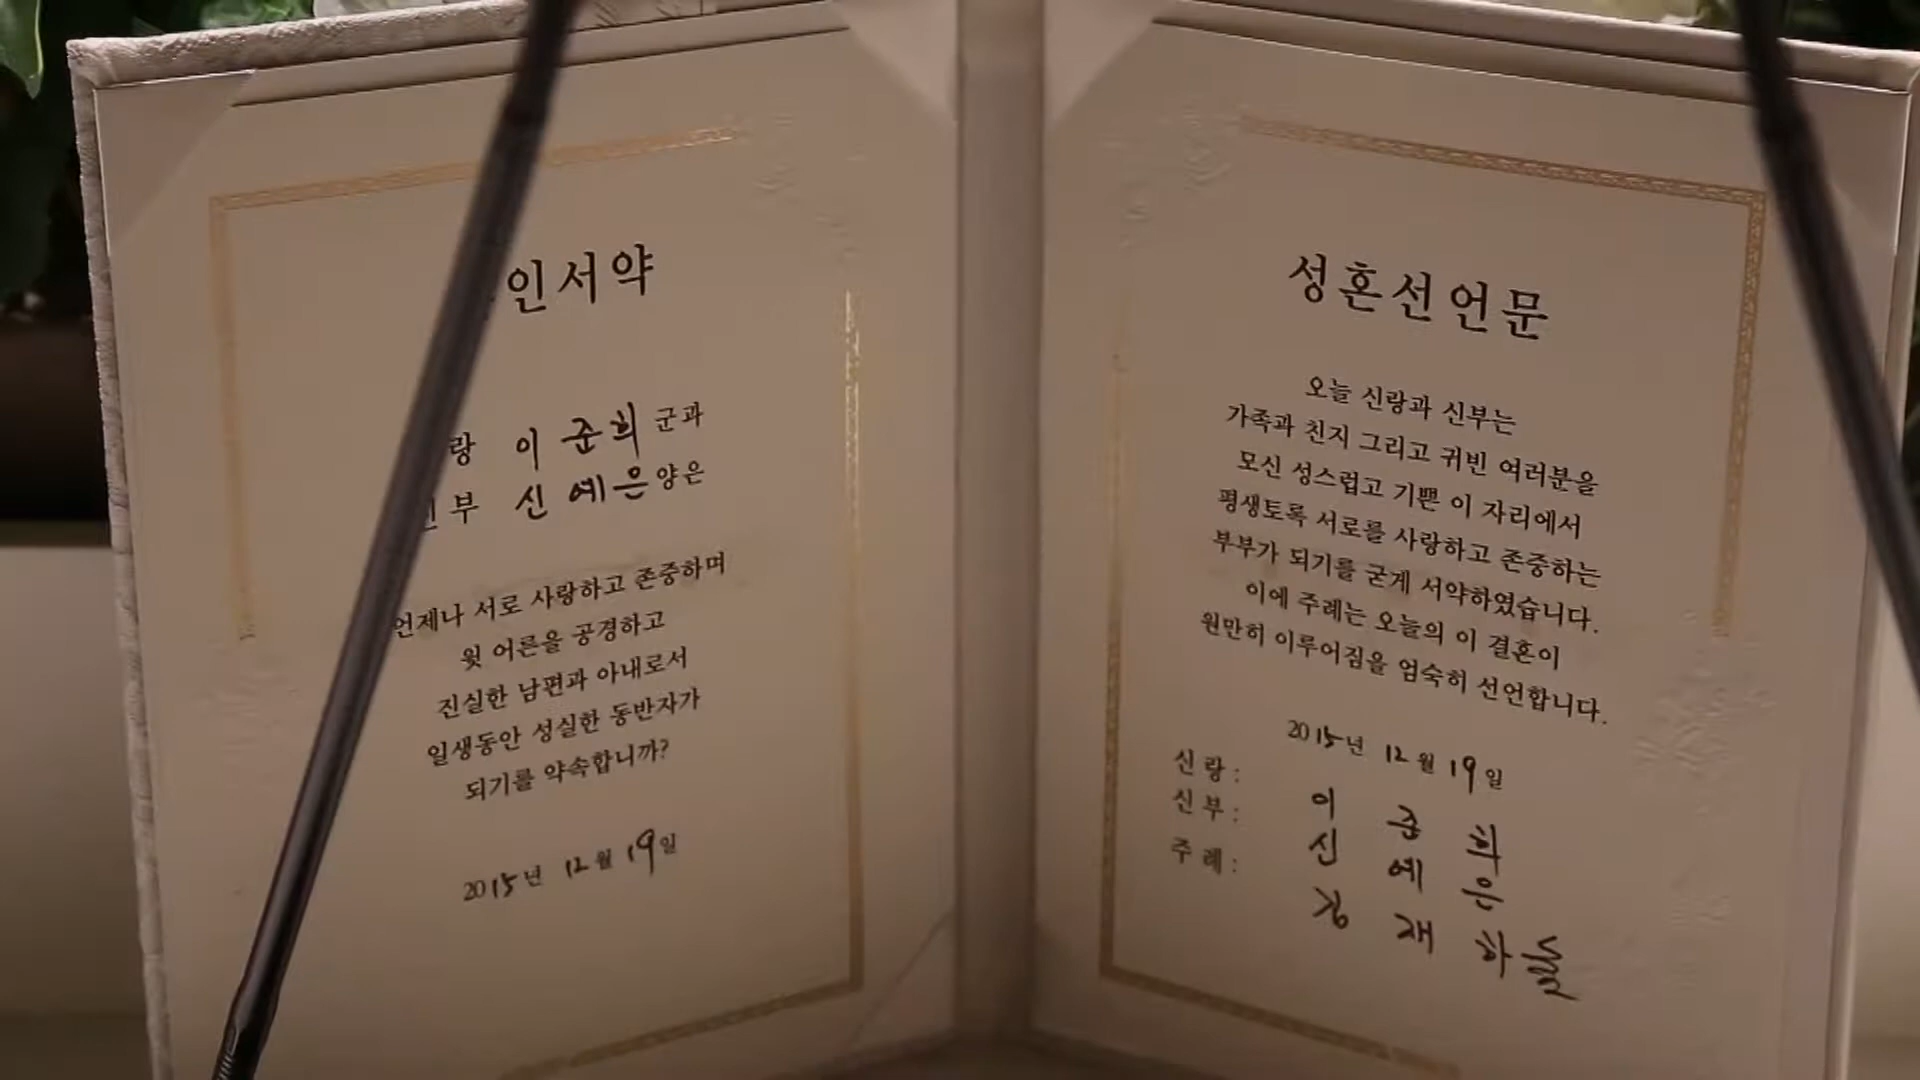 인서약
랑 이준희 군과
부 신예은 양은
언제나 서로 사랑하고 존중하며
윗 어른을 공경하고
진실한 남편과 아내로서
일생동안 성실한 동반자가
되기를 약속합니까?
2015년 12월 19일
성혼선언문
오늘 신랑과 신부는
가족과 친지 그리고 귀빈 여러분을
모신 성스럽고 기쁜 이 자리에서
평생토록 서로를 사랑하고 존중하는
부부가 되기를 굳게 서약하였습니다.
이에 주례는 오늘의 이 결혼이
원만히 이루어짐을 엄숙히 선언합니다.
2015년 12월 19일
신랑: 이 준 희
신부: 신 예 은
주례: 김 재 하